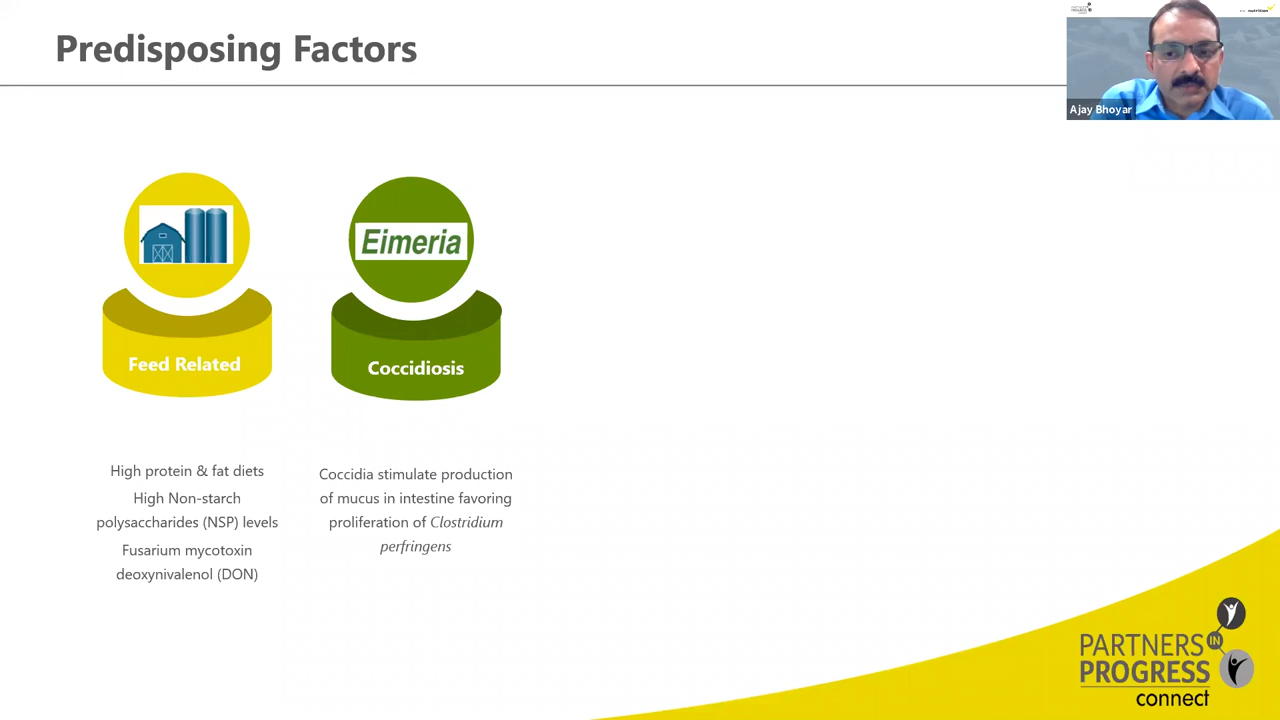 Predisposing Factors
Ajay Bhoyar
Eimeria
Feed Related
Coccidiosis
High protein & fat diets
High Non-starch
polysaccharides (NSP) levels
Fusarium mycotoxin
deoxynivalenol (DON)
Coccidia stimulate production
of mucus in intestine favoring
proliferation of Clostridium
perfringens
PARTNERS IN
PROGRESS
connect